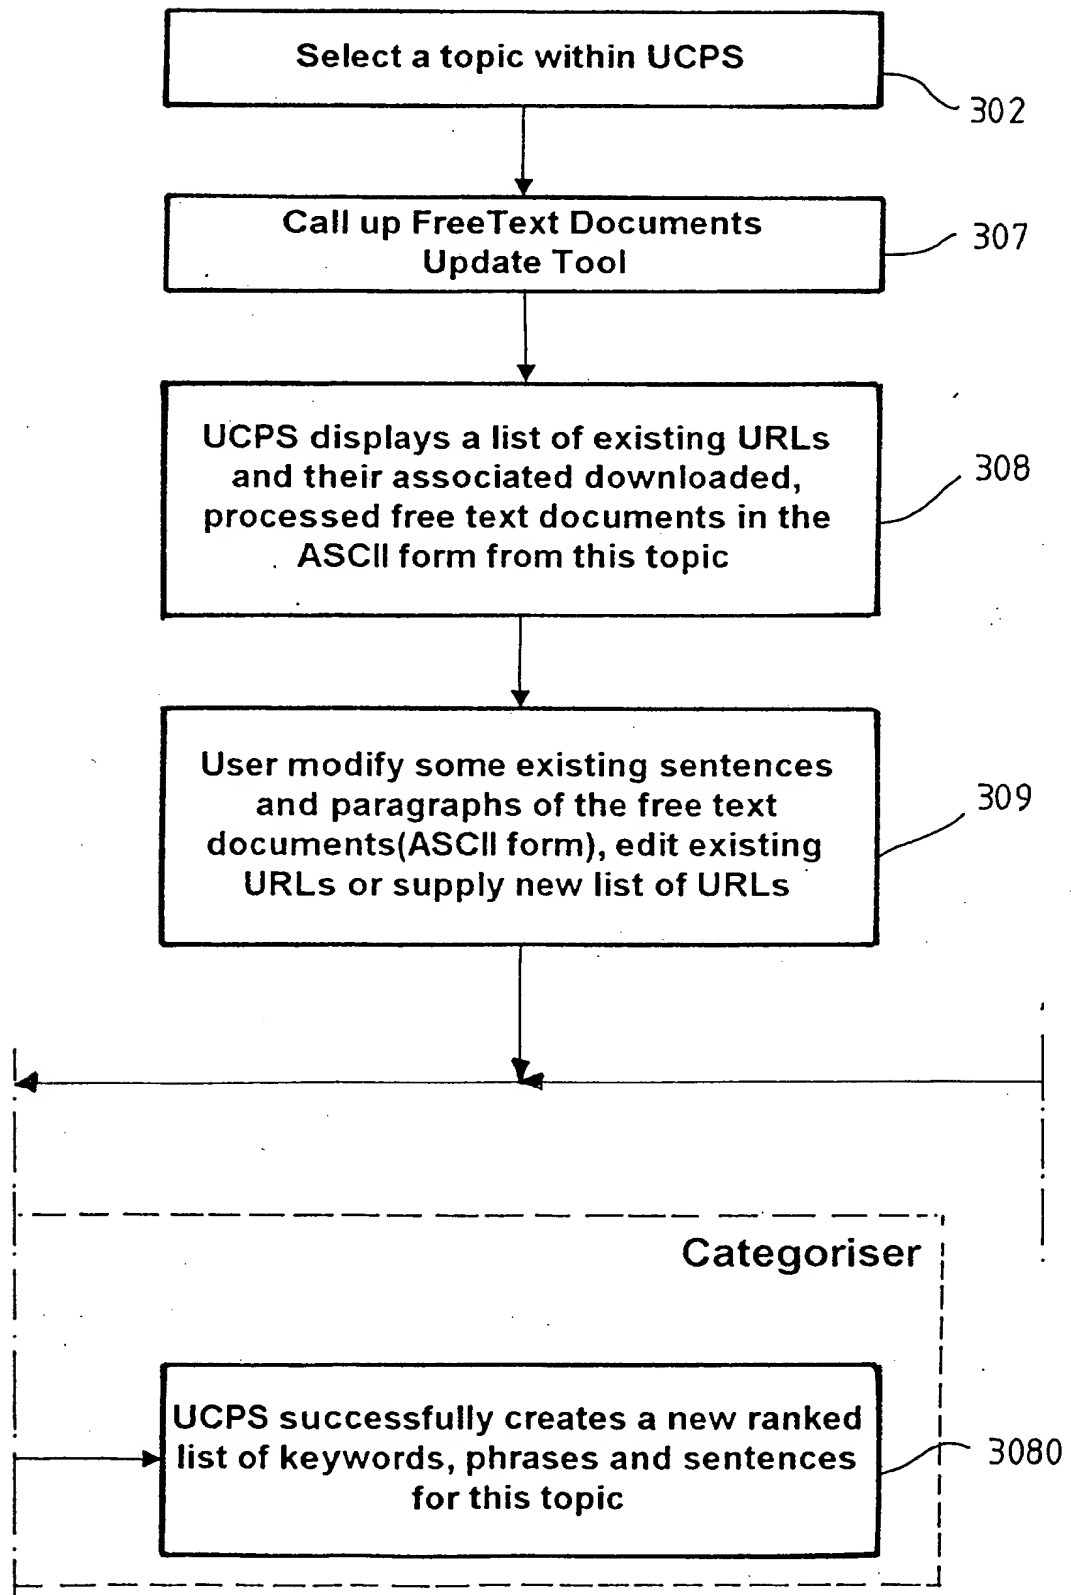 Select a topic within UCPS
302
Call up FreeText Documents
Update Tool
307
UCPS displays a list of existing URLs
and their associated downloaded,
processed free text documents in the
ASCII form from this topic
308
User modify some existing sentences
and paragraphs of the free text
documents(ASCII form), edit existing
URLs or supply new list of URLs
309
Categoriser
UCPS successfully creates a new ranked
list of keywords, phrases and sentences
for this topic
3080